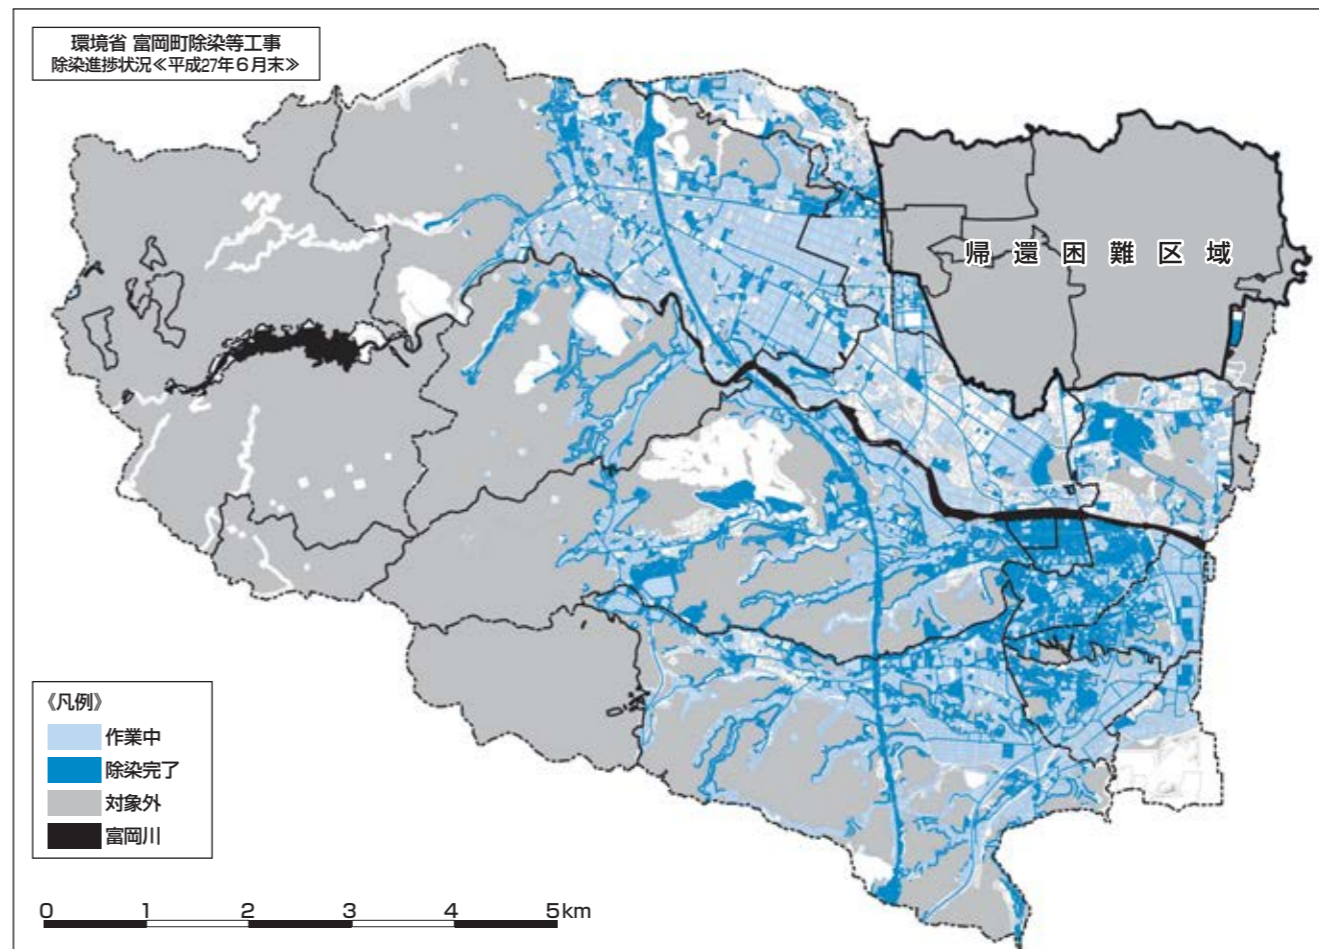 環境省 富岡町除染等工事
除染進捗状況≪平成27年6月末≫
帰還困難区域
《凡例》
作業中
除染完了
対象外
富岡川
0 1 2 3 4 5km